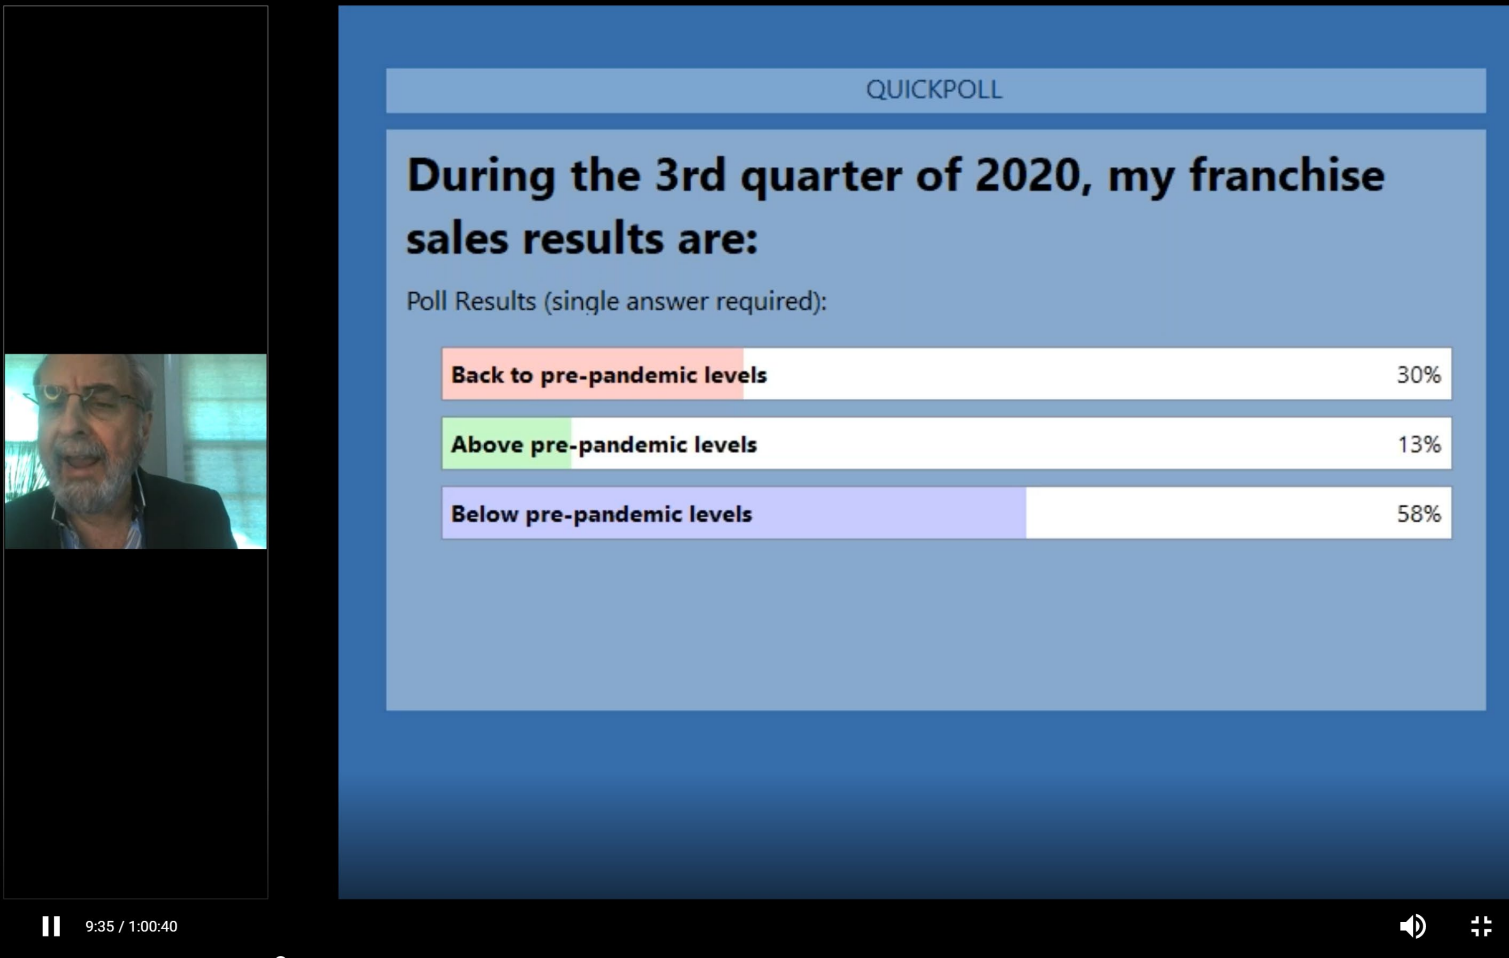 QUICKPOLL
During the 3rd quarter of 2020, my franchise
sales results are:
Poll Results (single answer required):
Back to pre-pandemic levels 30%
Above pre-pandemic levels 13%
Below pre-pandemic levels 58%
9:35 / 1:00:40